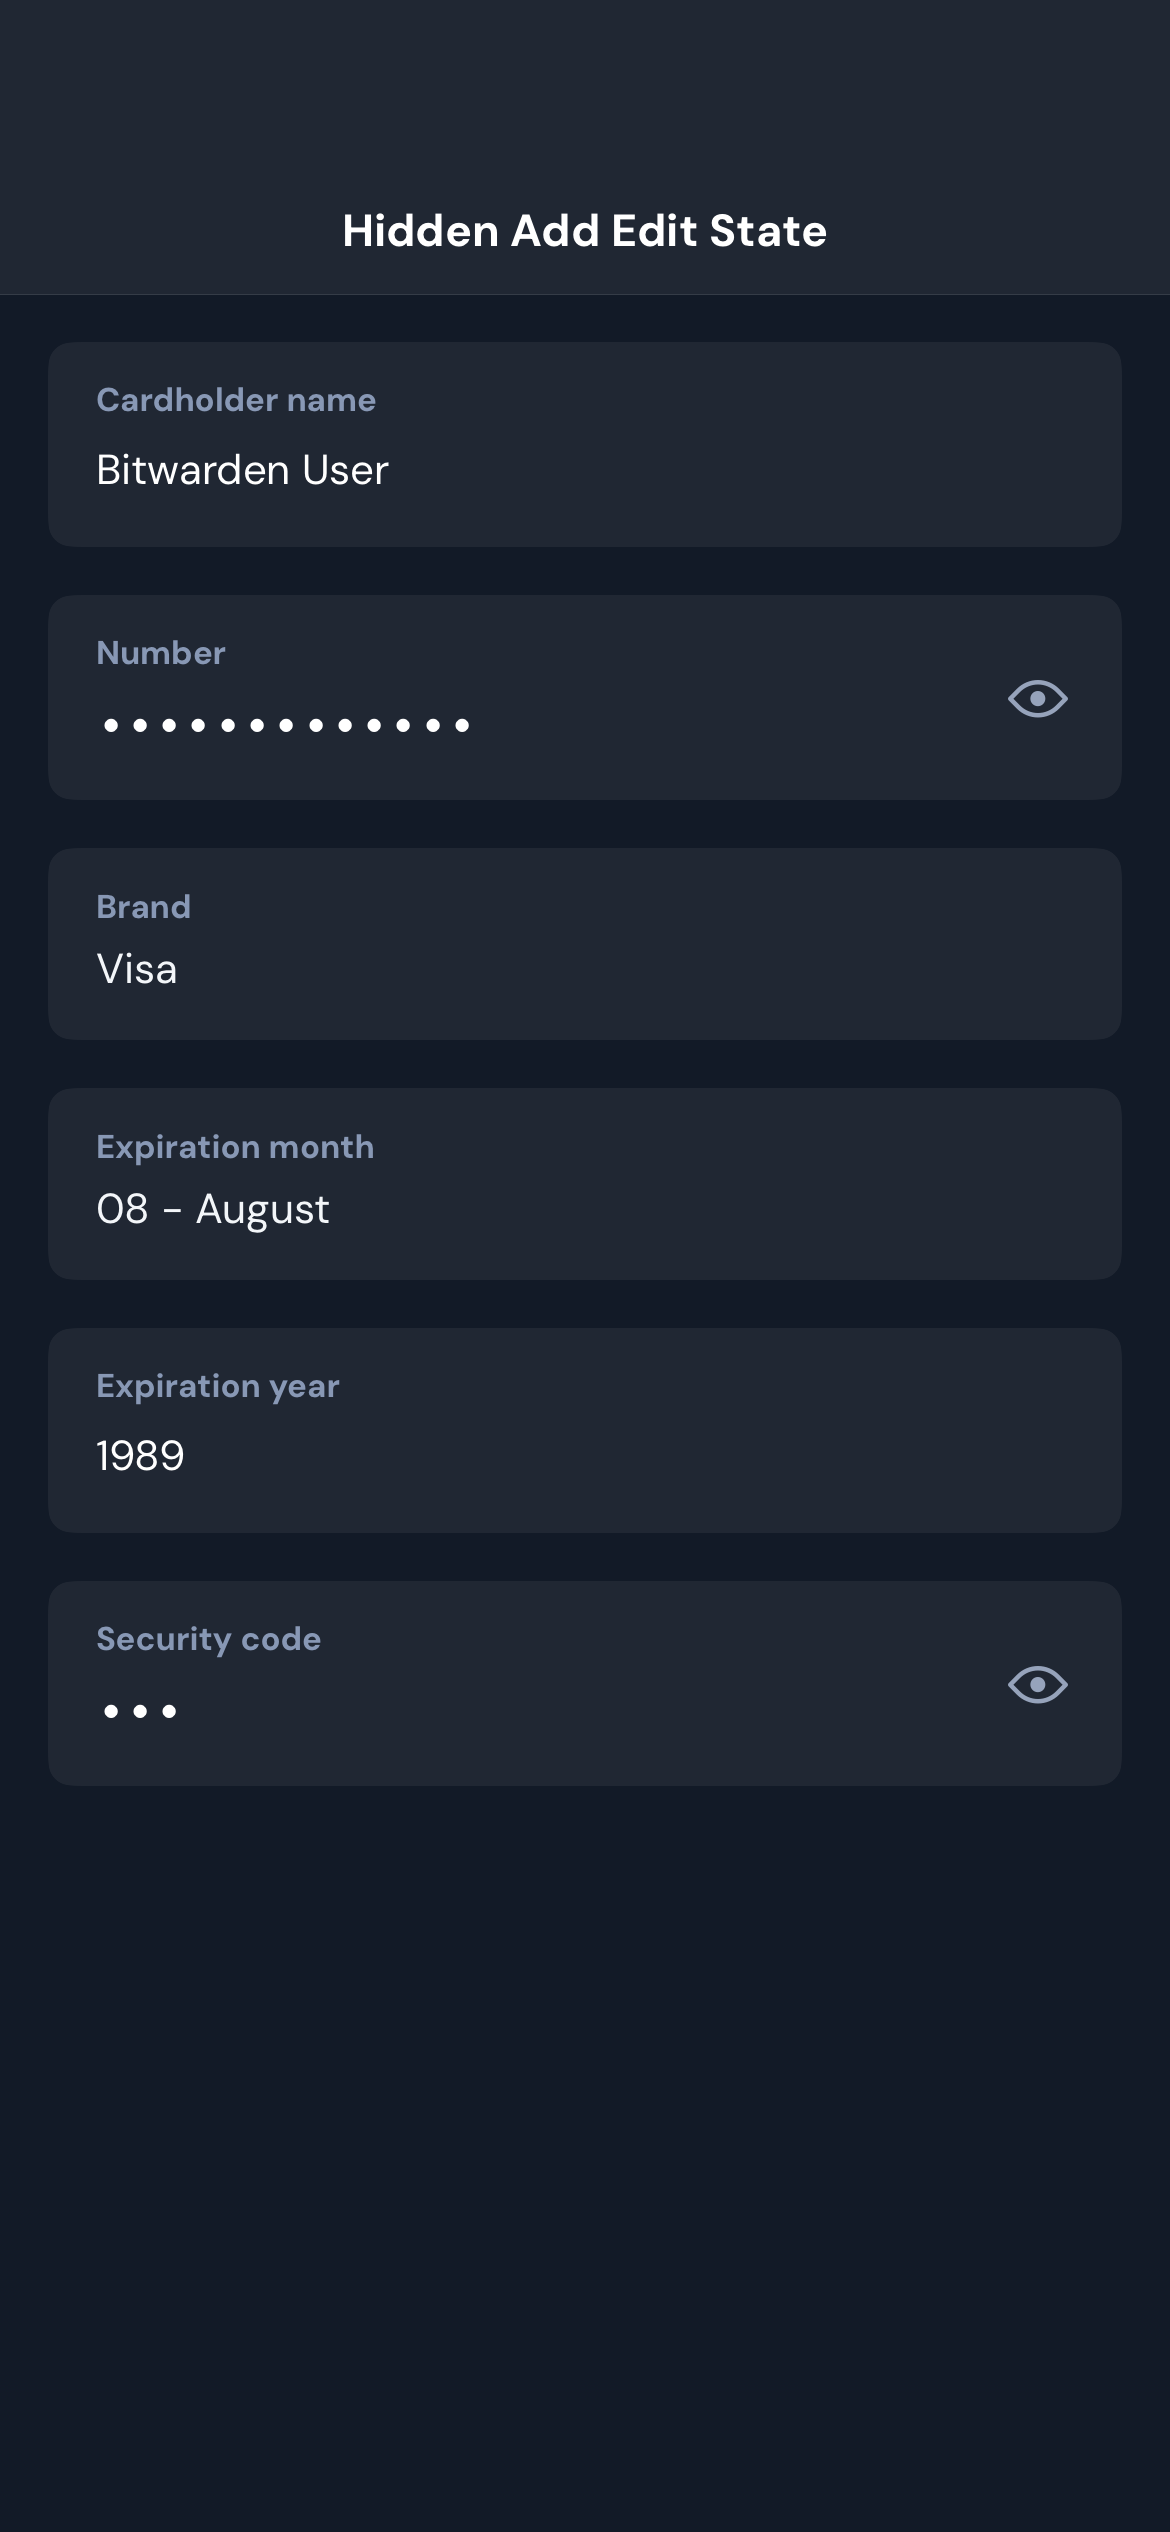 Hidden Add Edit State
Cardholder name
Bitwarden User
Number
•••••••••••••
Brand
Visa
Expiration month
08 - August
Expiration year
1989
Security code
•••